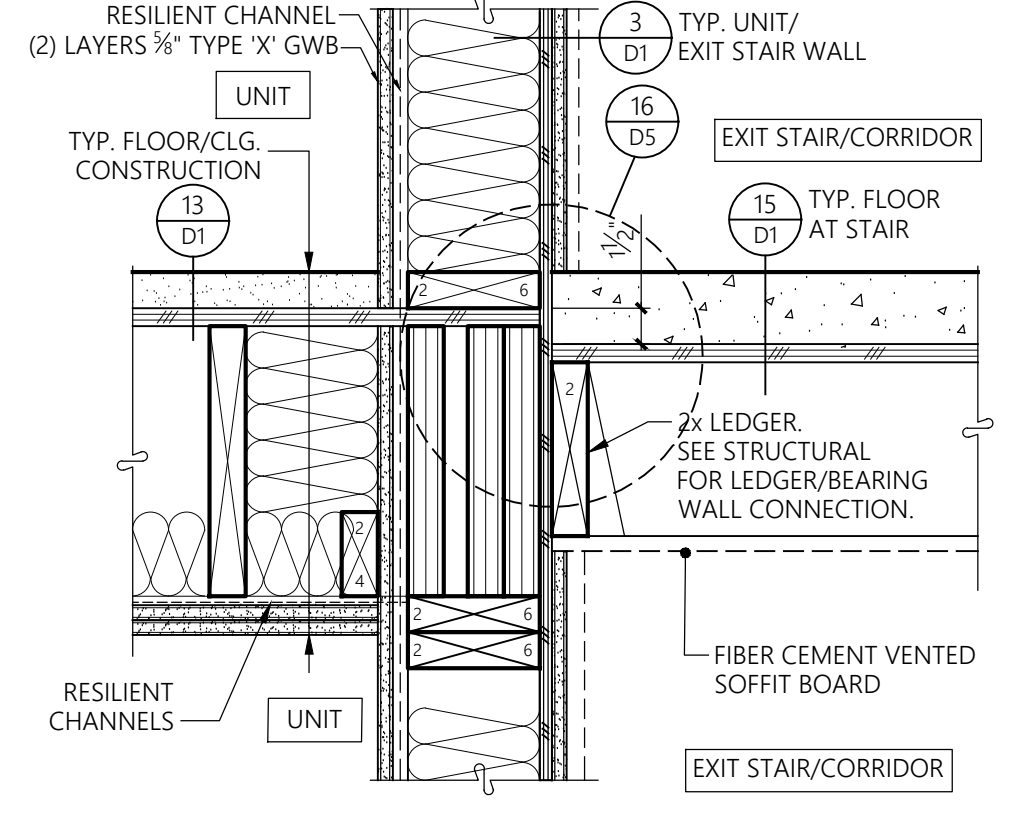 RESILIENT CHANNEL
(2) LAYERS ⅝" TYPE 'X' GWB
UNIT
3
D1
TYP. UNIT/
EXIT STAIR WALL
16
D5
EXIT STAIR/CORRIDOR
TYP. FLOOR/CLG.
CONSTRUCTION
13
D1
15
D1
TYP. FLOOR
AT STAIR
1½"
2 6
2
2x LEDGER.
SEE STRUCTURAL
FOR LEDGER/BEARING
WALL CONNECTION.
2
4
2 6
2 6
RESILIENT
CHANNELS
UNIT
FIBER CEMENT VENTED
SOFFIT BOARD
EXIT STAIR/CORRIDOR